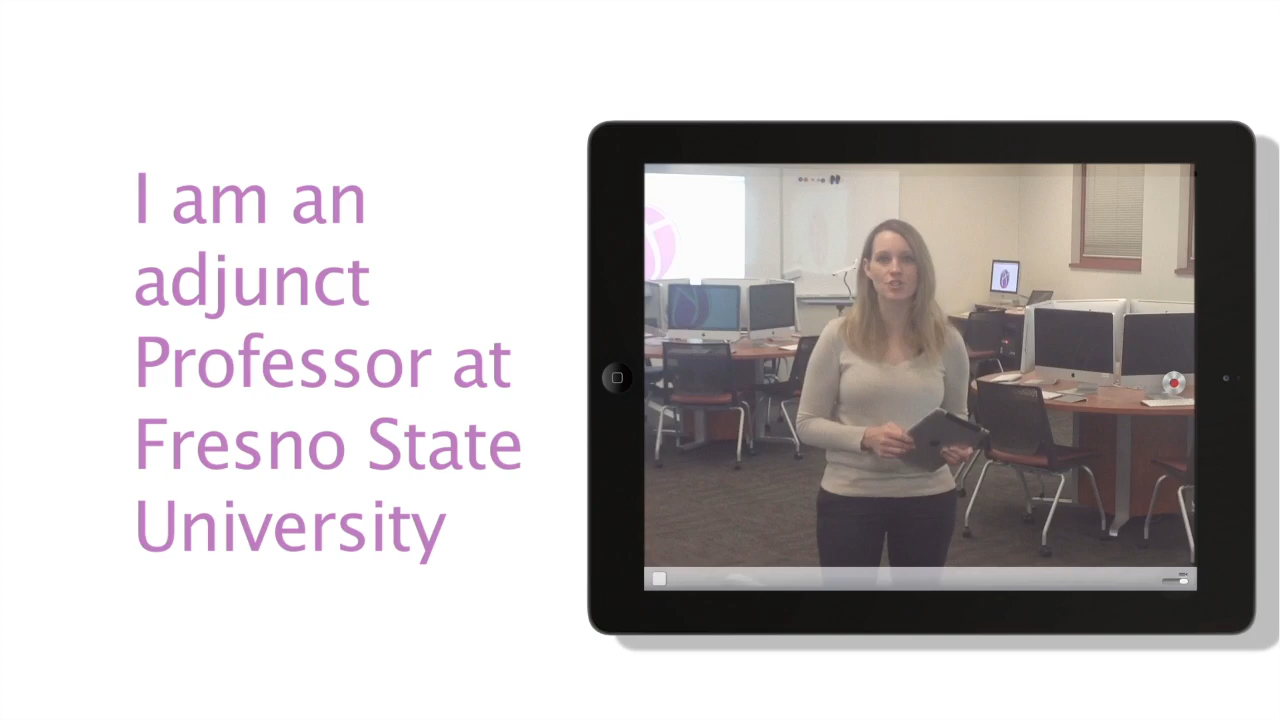 I am an
adjunct
Professor at
Fresno State
University